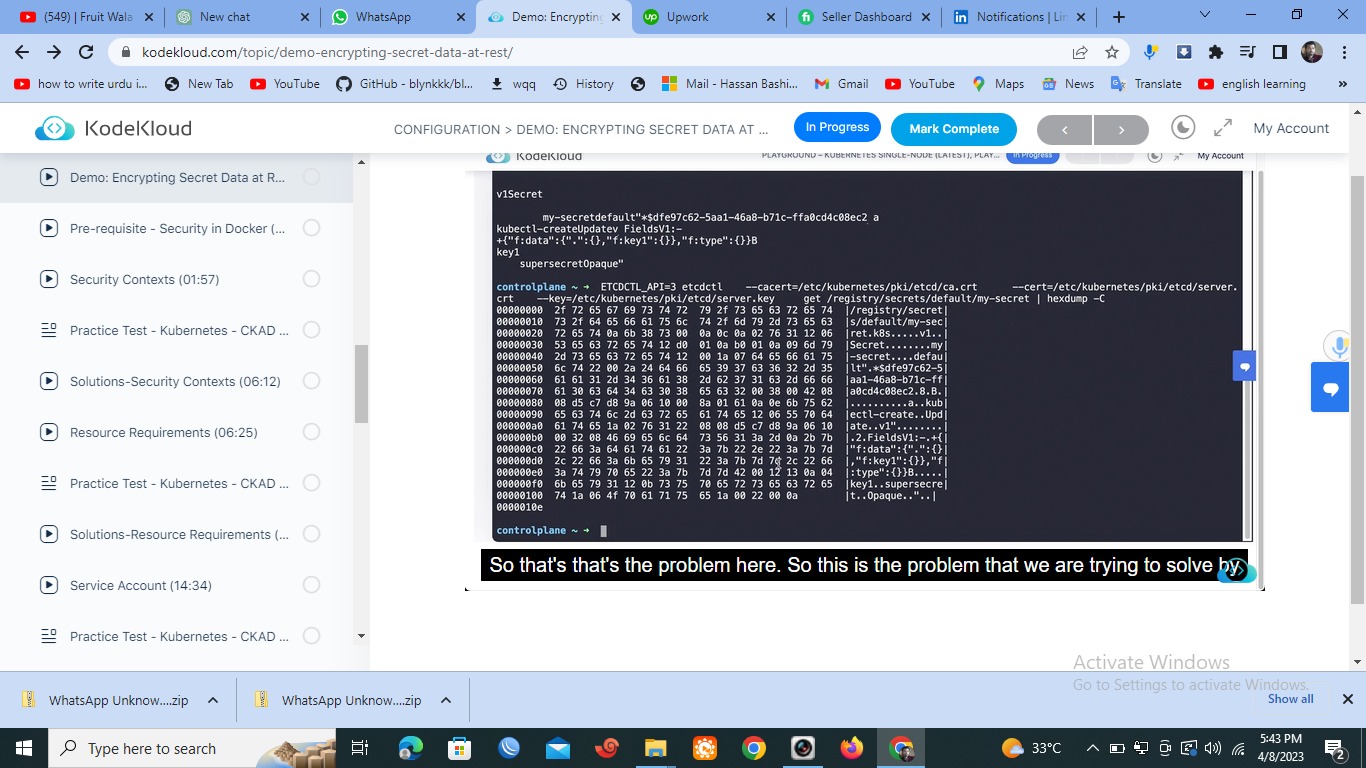 (549) | Fruit Wala
New chat
WhatsApp
Demo: Encrypting
Upwork
Seller Dashboard
Notifications | Lin
kodekloud.com/topic/demo-encrypting-secret-data-at-rest/
how to write urdu i...
New Tab
YouTube
GitHub - blynkkk/bl...
wqq
History
Mail - Hassan Bashi...
Gmail
YouTube
Maps
News
Translate
english learning
KodeKloud
CONFIGURATION > DEMO: ENCRYPTING SECRET DATA AT ...
In Progress
Mark Complete
My Account
Demo: Encrypting Secret Data at R...
Pre-requisite - Security in Docker (...
Security Contexts (01:57)
Practice Test - Kubernetes - CKAD ...
Solutions-Security Contexts (06:12)
Resource Requirements (06:25)
Practice Test - Kubernetes - CKAD ...
Solutions-Resource Requirements (...
Service Account (14:34)
Practice Test - Kubernetes - CKAD ...
KodeKloud
PLAYGROUND – KUBERNETES SINGLE-NODE (LATEST), PLAY...
In Progress
My Account
v1Secret
my-secretdefault"*$dfe97c62-5aa1-46a8-b71c-ffa0cd4c08ec2 a
kubectl-createUpdatev FieldsV1:-
+{"f:data":{".":{},"f:key1":{}},"f:type":{}}B
key1
supersecretOpaque"
controlplane ~ ➜ ETCDCTL_API=3 etcdctl --cacert=/etc/kubernetes/pki/etcd/ca.crt --cert=/etc/kubernetes/pki/etcd/server.
crt --key=/etc/kubernetes/pki/etcd/server.key get /registry/secrets/default/my-secret | hexdump -C
00000000 2f 72 65 67 69 73 74 72 79 2f 73 65 63 72 65 74 |/registry/secret|
00000010 73 2f 64 65 66 61 75 6c 74 2f 6d 79 2d 73 65 63 |s/default/my-sec|
00000020 72 65 74 0a 6b 38 73 00 0a 0c 0a 02 76 31 12 06 |ret.k8s.....v1..|
00000030 53 65 63 72 65 74 12 d0 01 0a b0 01 0a 09 6d 79 |Secret........my|
00000040 2d 73 65 63 72 65 74 12 00 1a 07 64 65 66 61 75 |-secret....defau|
00000050 6c 74 22 00 2a 24 64 66 65 39 37 63 36 32 2d 35 |lt".*$dfe97c62-5|
00000060 61 61 31 2d 34 36 61 38 2d 62 37 31 63 2d 66 66 |aa1-46a8-b71c-ff|
00000070 61 30 63 64 34 63 30 38 65 63 32 00 38 00 42 08 |a0cd4c08ec2.8.B.|
00000080 08 d5 c7 d8 9a 06 10 00 8a 01 61 0a 0e 6b 75 62 |..........a..kub|
00000090 65 63 74 6c 2d 63 72 65 61 74 65 12 06 55 70 64 |ectl-create..Upd|
000000a0 61 74 65 1a 02 76 31 22 08 08 d5 c7 d8 9a 06 10 |ate..v1"........|
000000b0 00 32 08 46 69 65 6c 64 73 56 31 3a 2d 0a 2b 7b |.2.FieldsV1:-.+{|
000000c0 22 66 3a 64 61 74 61 22 3a 7b 22 2e 22 3a 7b 7d |"f:data":{".":{}|
000000d0 2c 22 66 3a 6b 65 79 31 22 3a 7b 7d 7d 2c 22 66 |,"f:key1":{}},"f|
000000e0 3a 74 79 70 65 22 3a 7b 7d 7d 42 00 12 13 0a 04 |:type":{}}B.....|
000000f0 6b 65 79 31 12 0b 73 75 70 65 72 73 65 63 72 65 |key1..supersecre|
00000100 74 1a 06 4f 70 61 71 75 65 1a 00 22 00 0a |t..Opaque.."..|
0000010e
controlplane ~ ➜
So that's that's the problem here. So this is the problem that we are trying to solve by
Activate Windows
Go to Settings to activate Windows.
WhatsApp Unknow....zip
WhatsApp Unknow....zip
Show all
Type here to search
33°C
5:43 PM
4/8/2023
2